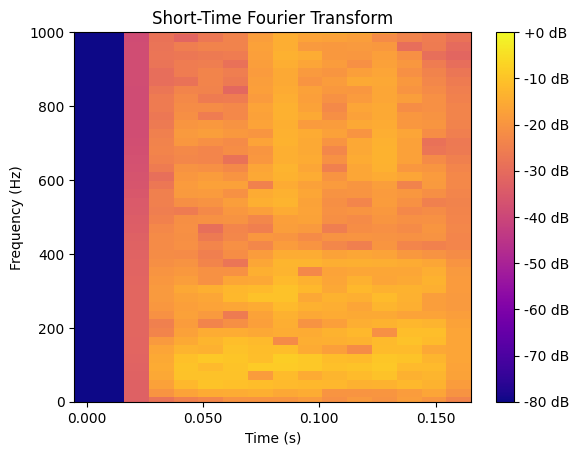 Short-Time Fourier Transform
1000
800
600
400
200
0
Frequency (Hz)
0.000
0.050
0.100
0.150
Time (s)
+0 dB
-10 dB
-20 dB
-30 dB
-40 dB
-50 dB
-60 dB
-70 dB
-80 dB